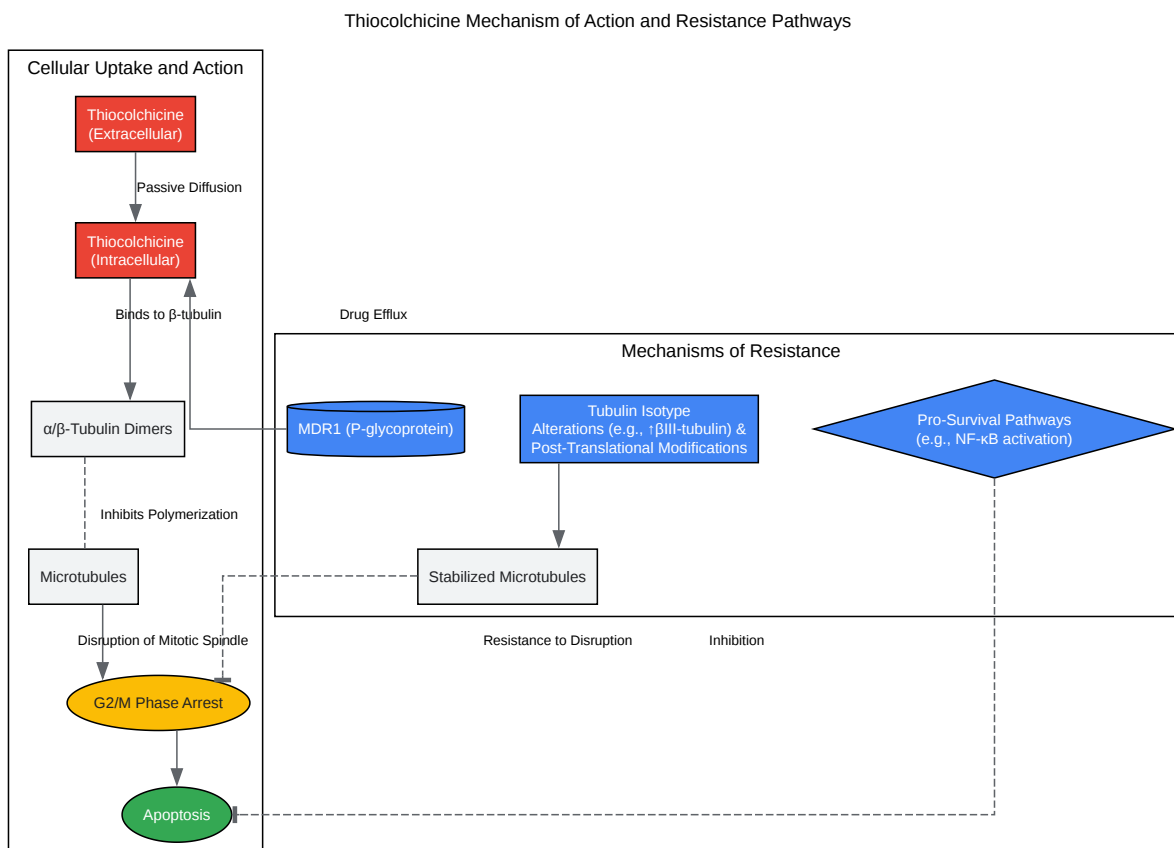 Thiocolchicine Mechanism of Action and Resistance Pathways
Cellular Uptake and Action
Thiocolchicine
(Extracellular)
Passive Diffusion
Thiocolchicine
(Intracellular)
Binds to β-tubulin
Drug Efflux
Mechanisms of Resistance
α/β-Tubulin Dimers
MDR1 (P-glycoprotein)
Tubulin Isotype
Alterations (e.g., ↑βIII-tubulin) &
Post-Translational Modifications
Pro-Survival Pathways
(e.g., NF-κB activation)
Inhibits Polymerization
Microtubules
Stabilized Microtubules
Disruption of Mitotic Spindle
Resistance to Disruption
Inhibition
G2/M Phase Arrest
Apoptosis